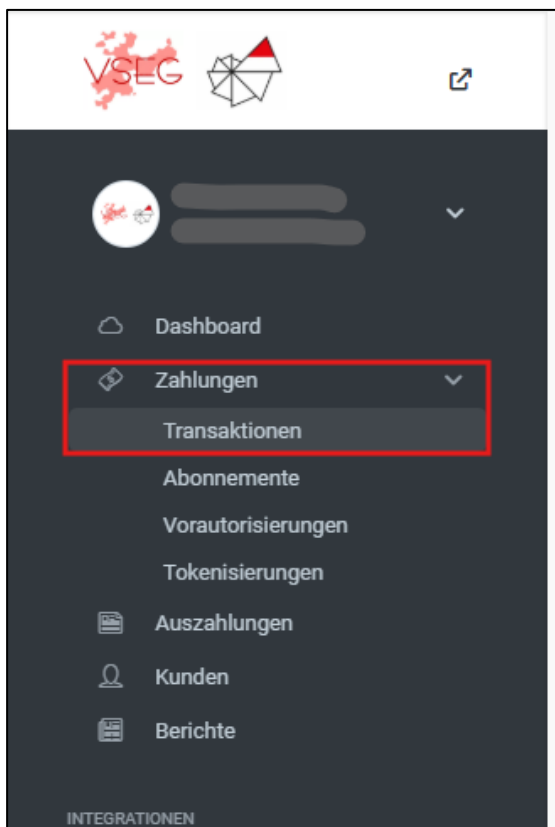 VSEG
Dashboard
Zahlungen
Transaktionen
Abonnemente
Vorautorisierungen
Tokenisierungen
Auszahlungen
Kunden
Berichte
INTEGRATIONEN